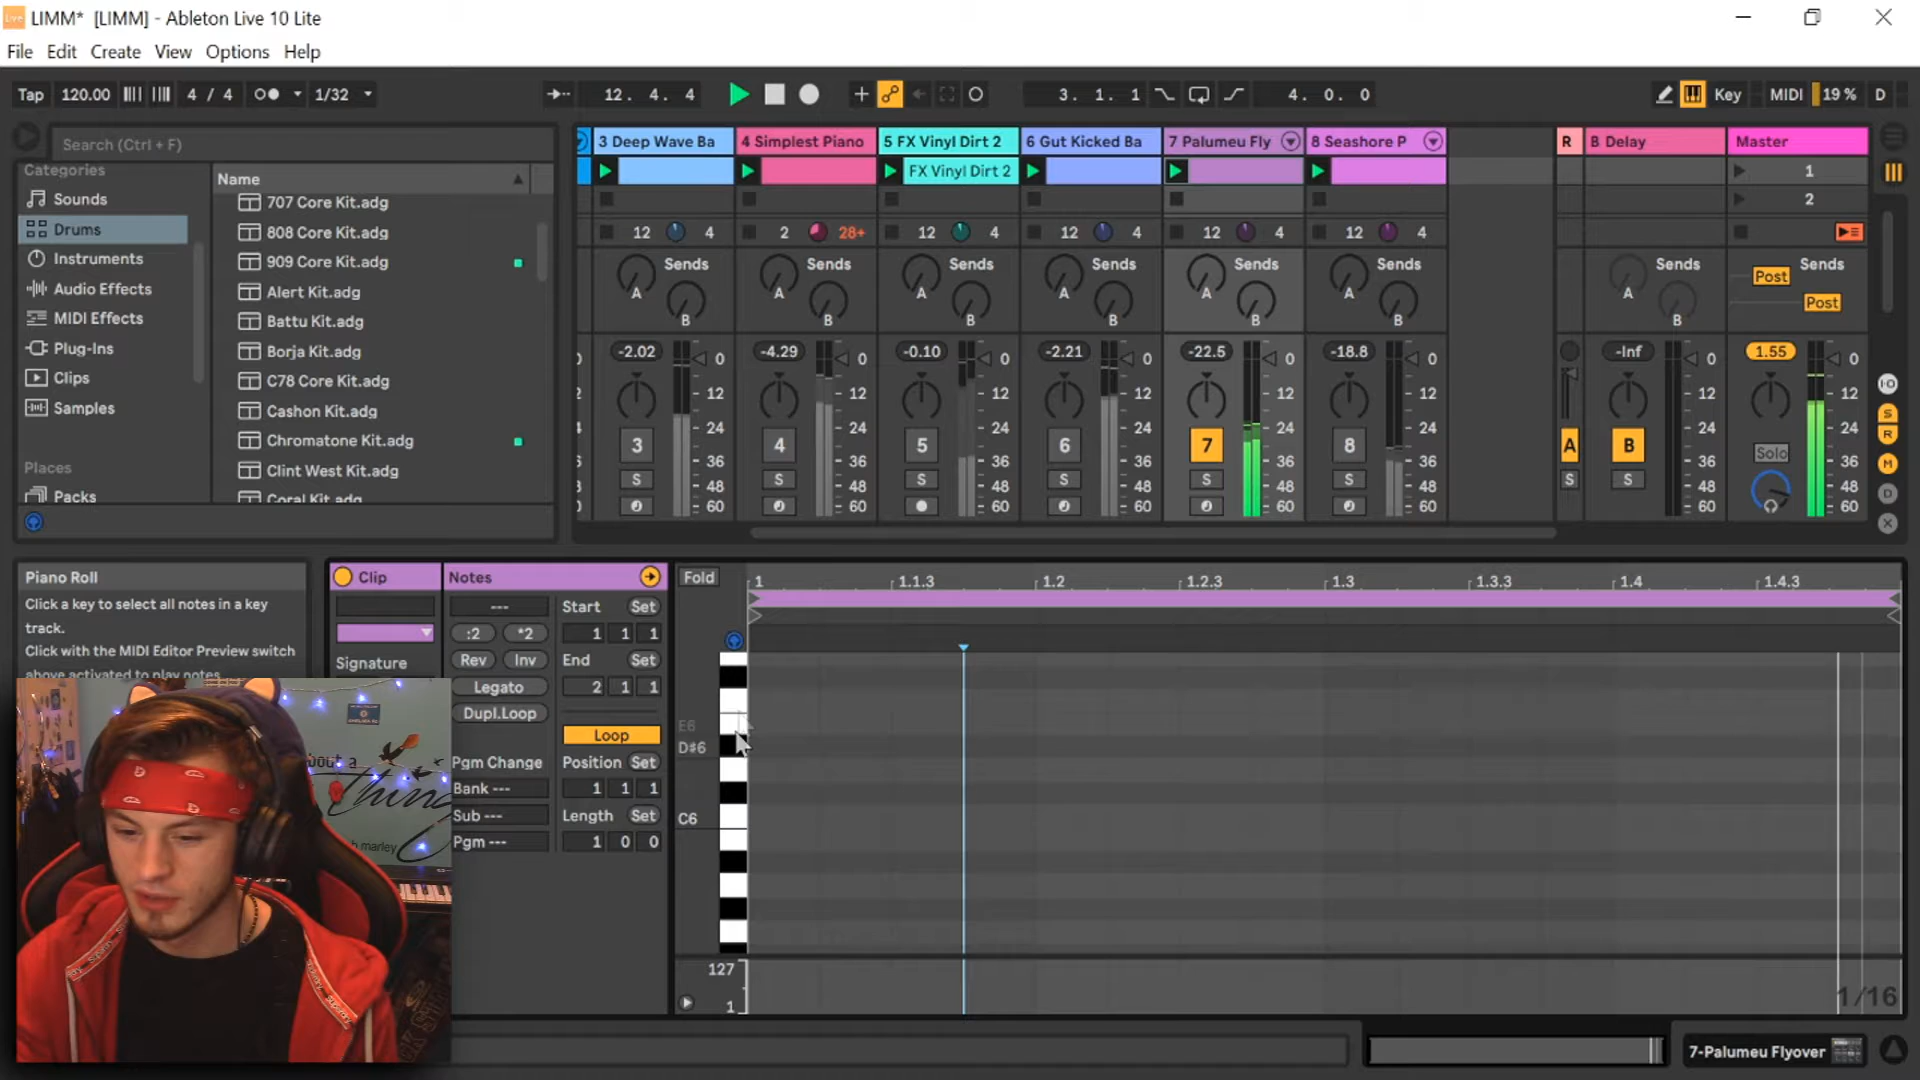 LIMM* [LIMM] - Ableton Live 10 Lite
File Edit Create View Options Help
Tap 120.00 4 / 4 1/32 12. 4. 4 3. 1. 1 4. 0. 0 Key MIDI 19 % D
Search (Ctrl + F)
Categories
Sounds
Drums
Instruments
Audio Effects
MIDI Effects
Plug-Ins
Clips
Samples
Places
Packs
Name
707 Core Kit.adg
808 Core Kit.adg
909 Core Kit.adg
Alert Kit.adg
Battu Kit.adg
Borja Kit.adg
C78 Core Kit.adg
Cashon Kit.adg
Chromatone Kit.adg
Clint West Kit.adg
Coral Kit.adg
3 Deep Wave Ba 4 Simplest Piano 5 FX Vinyl Dirt 2 6 Gut Kicked Ba 7 Palumeu Fly 8 Seashore P R B Delay Master
FX Vinyl Dirt 2 1
2
12 4 2 28+ 12 4 12 4 12 4 12 4
Sends Sends Sends Sends Sends Sends Sends Sends
Post
A A A A A A A
Post
B B B B B B B
-2.02 -4.29 -0.10 -2.21 -22.5 -18.8 -Inf 1.55
0 0 0 0 0 0 0 0
12 12 12 12 12 12 12 12
24 24 24 24 24 24 24 24
3 4 5 6 7 8 A B Solo
36 36 36 36 36 36 36 36
S S S S S S S S
48 48 48 48 48 48 48 48
60 60 60 60 60 60 60 60
I-O
S
R
M
D
X
Piano Roll
Click a key to select all notes in a key
track.
Click with the MIDI Editor Preview switch
above activated to play notes.
Clip
Signature
Notes
---
:2 *2
Rev Inv
Legato
Dupl.Loop
Pgm Change
Bank ---
Sub ---
Pgm ---
Start Set
1 1 1
End Set
2 1 1
Loop
Position Set
1 1 1
Length Set
1 0 0
Fold
1 1.1.3 1.2 1.2.3 1.3 1.3.3 1.4 1.4.3
E6
D#6
C6
127
1
1/16
7-Palumeu Flyover
bout a
Thing
b marley